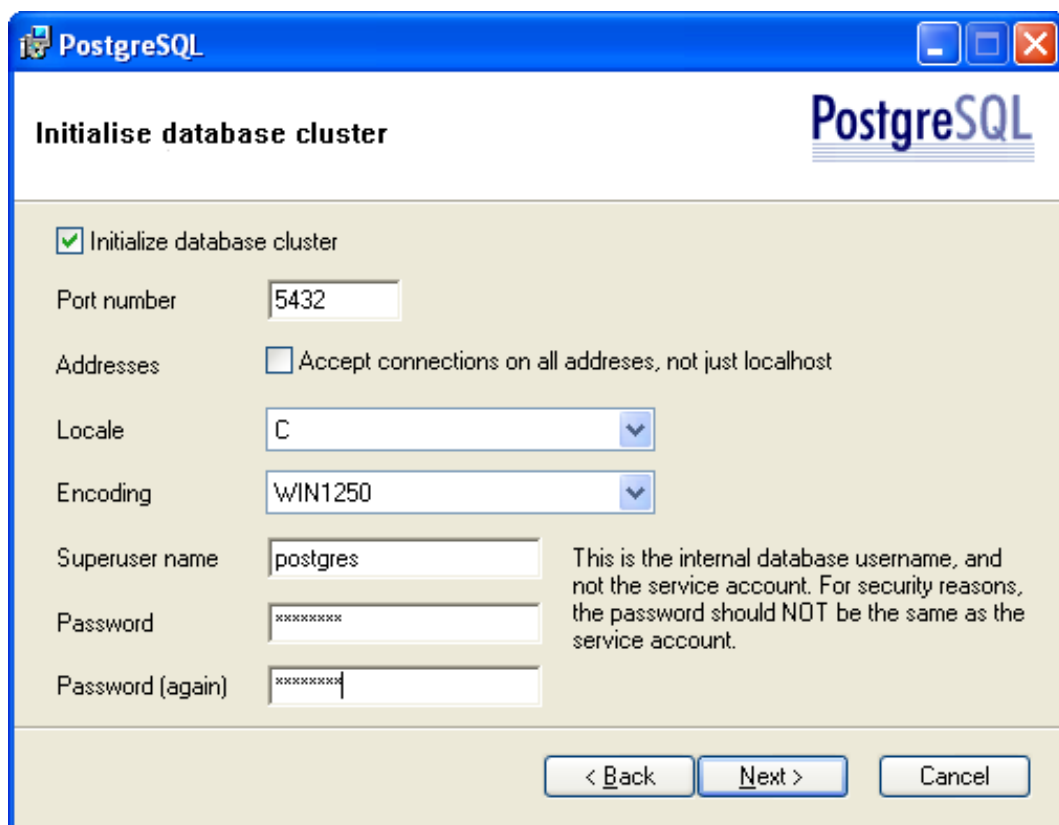 PostgreSQL
Initialise database cluster
PostgreSQL
Initialize database cluster
Port number 5432
Addresses Accept connections on all addreses, not just localhost
Locale C
Encoding WIN1250
Superuser name postgres
This is the internal database username, and
not the service account. For security reasons,
the password should NOT be the same as the
service account.
Password ********
Password (again) ********
< Back Next > Cancel